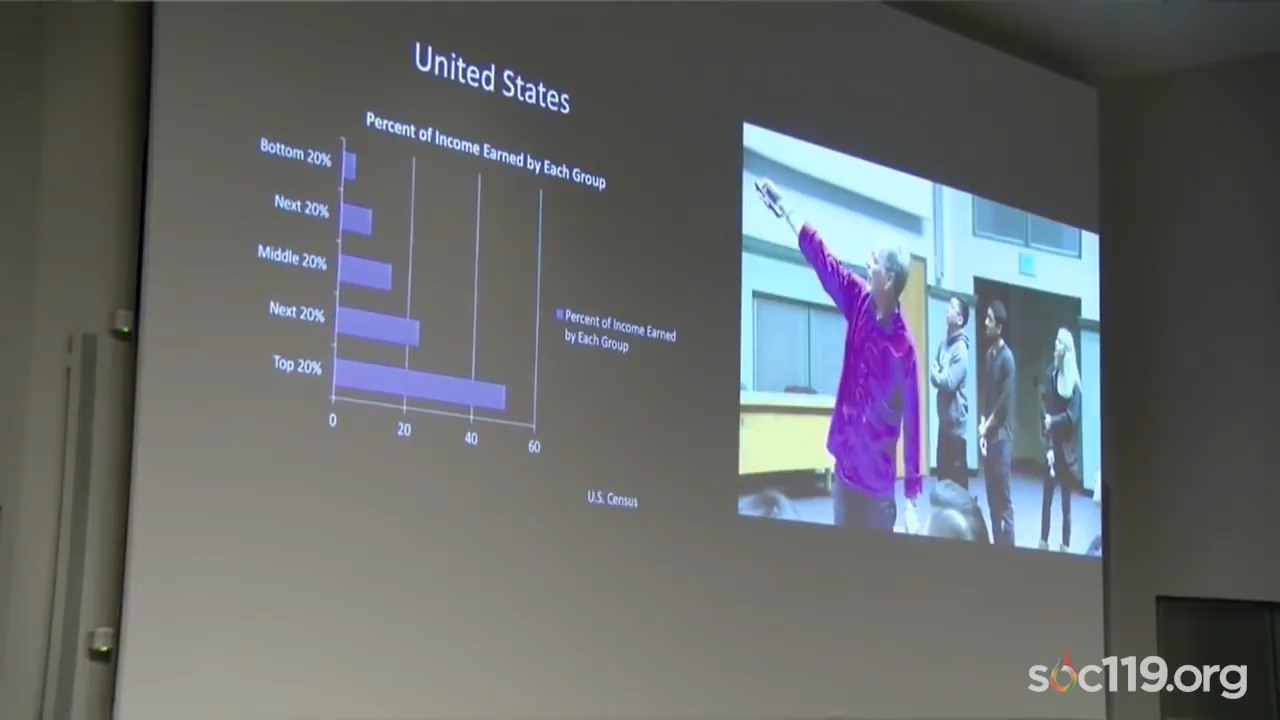 United States
Percent of Income Earned by Each Group
Bottom 20%
Next 20%
Middle 20%
Next 20%
Top 20%
0
20
40
60
Percent of Income Earned
by Each Group
U.S. Census
soc119.org